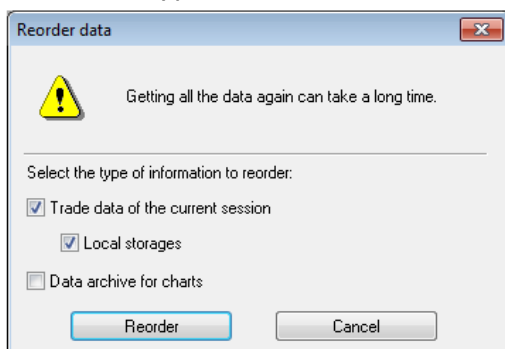 Reorder data
Getting all the data again can take a long time.
Select the type of information to reorder:
Trade data of the current session
Local storages
Data archive for charts
Reorder Cancel